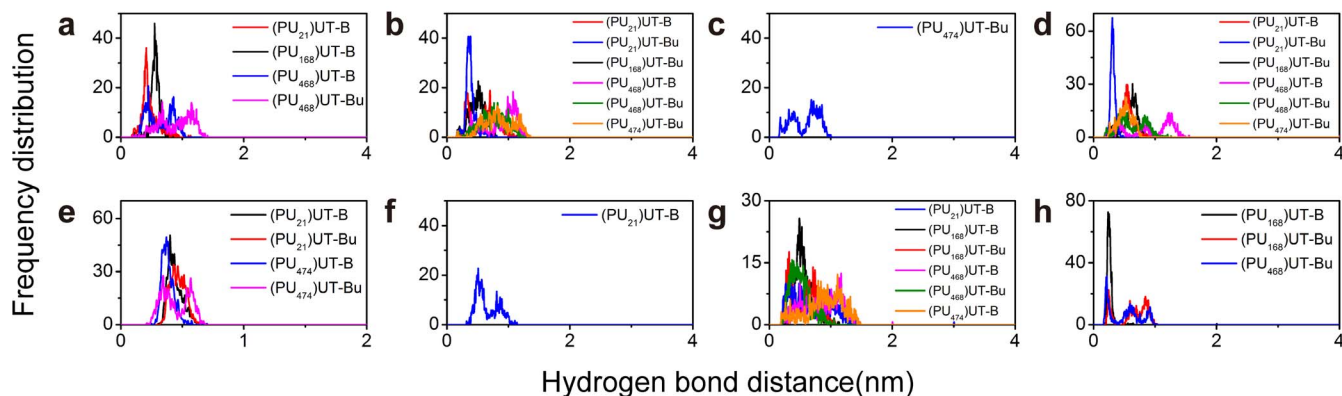 a
(PU21)UT-B
(PU168)UT-B
(PU468)UT-B
(PU468)UT-Bu
40
20
0
0 2 4
b
(PU21)UT-B
(PU21)UT-Bu
(PU168)UT-Bu
(PU468)UT-B
(PU468)UT-Bu
(PU474)UT-Bu
40
20
0
0 2 4
c
(PU474)UT-Bu
40
20
0
0 2 4
d
(PU21)UT-B
(PU21)UT-Bu
(PU168)UT-Bu
(PU468)UT-B
(PU468)UT-Bu
(PU474)UT-Bu
60
30
0
0 1 2 3 4
e
(PU21)UT-B
(PU21)UT-Bu
(PU474)UT-B
(PU474)UT-Bu
60
30
0
0 1 2
f
(PU21)UT-B
40
20
0
0 2 4
g
(PU21)UT-B
(PU168)UT-B
(PU168)UT-Bu
(PU468)UT-B
(PU468)UT-Bu
(PU474)UT-B
30
15
0
0 2 4
h
(PU168)UT-B
(PU168)UT-Bu
(PU468)UT-B
80
40
0
0 2 4
Frequency distribution
Hydrogen bond distance(nm)